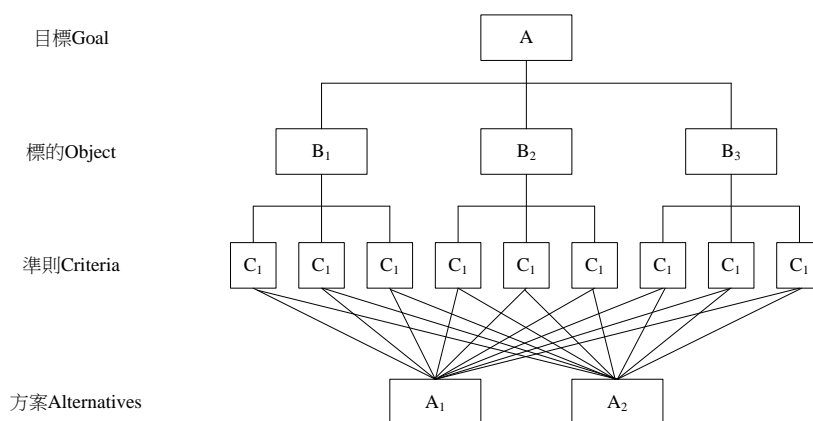 目標Goal
A
標的Object
B₁
B₂
B₃
準則Criteria
C₁
C₁
C₁
C₁
C₁
C₁
C₁
C₁
C₁
方案Alternatives
A₁
A₂